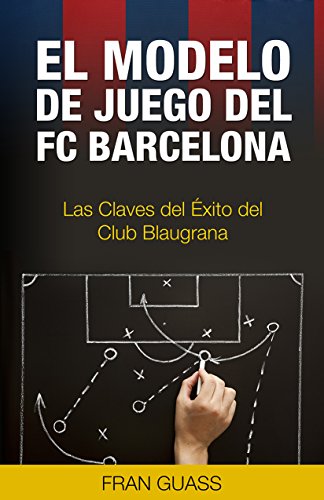 EL MODELO
DE JUEGO DEL
FC BARCELONA
Las Claves del Éxito del
Club Blaugrana
FRAN GUASS